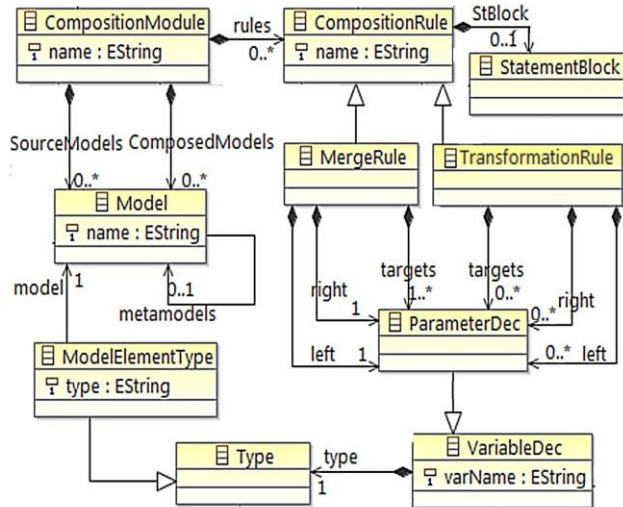 CompositionModule
name : EString
rules
0..*
CompositionRule
name : EString
StBlock
0..1
StatementBlock
SourceModels
ComposedModels
0..*
0..*
Model
name : EString
model
1
0..1
metamodels
MergeRule
TransformationRule
right
targets
1..*
targets
0..*
0..*
right
1
left
1
ParameterDec
0..*
left
ModelElementType
type : EString
Type
type
1
VariableDec
varName : EString